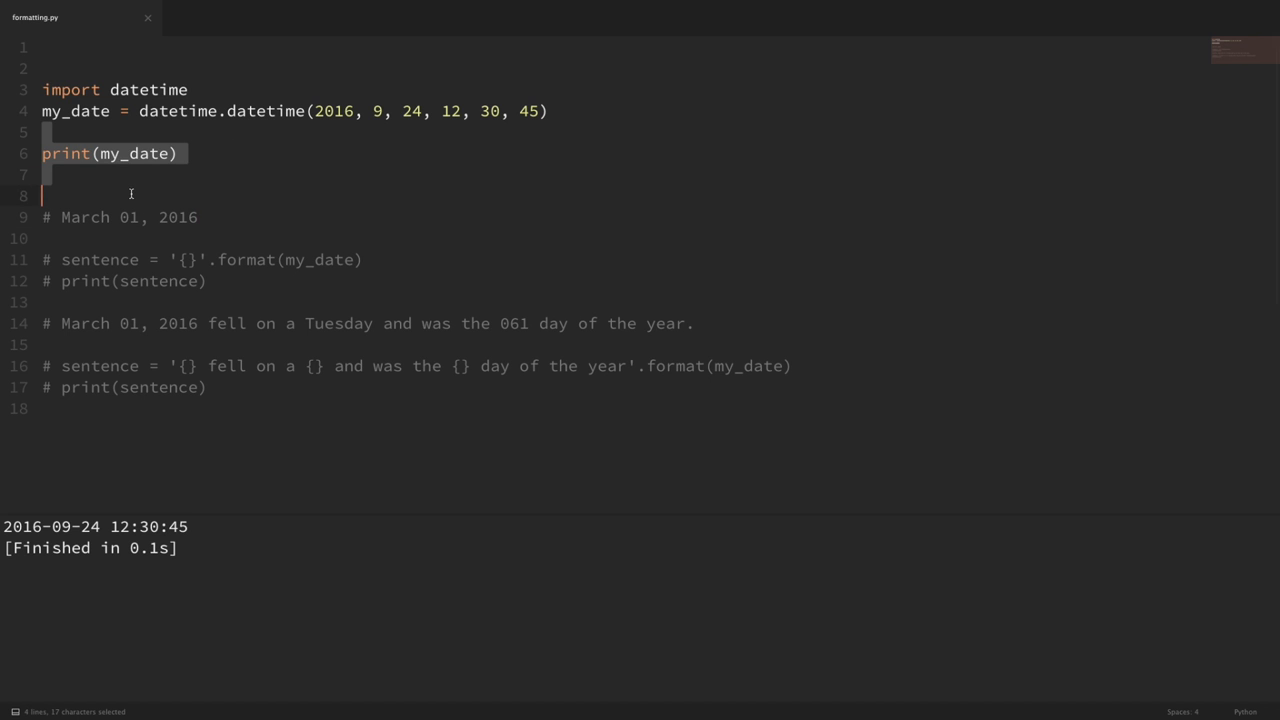 formatting.py ×
1
2
3 import datetime
4 my_date = datetime.datetime(2016, 9, 24, 12, 30, 45)
5
6 print(my_date)
7
8
9 # March 01, 2016
10
11 # sentence = '{}'.format(my_date)
12 # print(sentence)
13
14 # March 01, 2016 fell on a Tuesday and was the 061 day of the year.
15
16 # sentence = '{} fell on a {} and was the {} day of the year'.format(my_date)
17 # print(sentence)
18
2016-09-24 12:30:45
[Finished in 0.1s]
4 lines, 17 characters selected Spaces: 4 Python